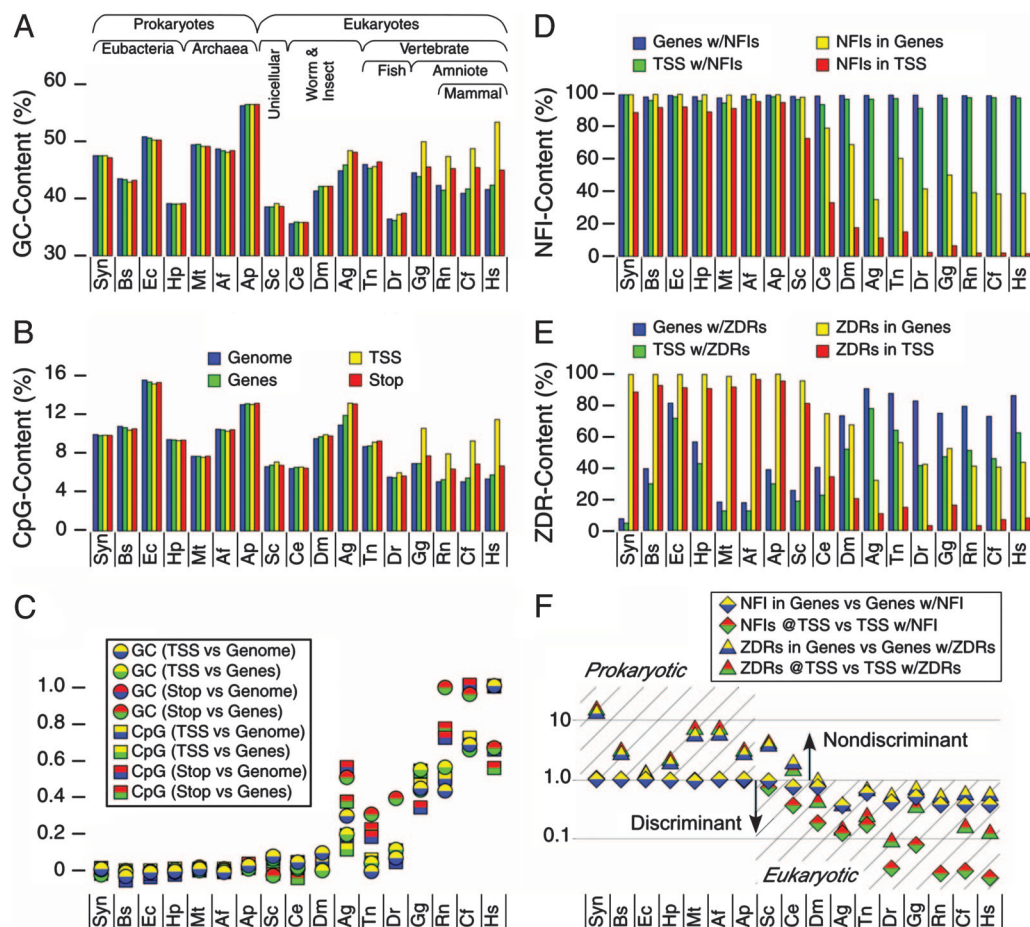 A
Prokaryotes Eukaryotes
Eubacteria Archaea Unicellular Worm & Insect Vertebrate
Fish Amniote
Mammal
GC-Content (%)
60
50
40
30
Syn Bs Ec Hp Mt Af Ap Sc Ce Dm Ag Tn Dr Gg Rn Cf Hs
B
CpG-Content (%)
16
12
8
4
0
Genome TSS
Genes Stop
Syn Bs Ec Hp Mt Af Ap Sc Ce Dm Ag Tn Dr Gg Rn Cf Hs
C
GC (TSS vs Genome)
GC (TSS vs Genes)
GC (Stop vs Genome)
GC (Stop vs Genes)
CpG (TSS vs Genome)
CpG (TSS vs Genes)
CpG (Stop vs Genome)
CpG (Stop vs Genes)
1.0
0.8
0.6
0.4
0.2
0
Syn Bs Ec Hp Mt Af Ap Sc Ce Dm Ag Tn Dr Gg Rn Cf Hs
D
Genes w/NFIs NFIs in Genes
TSS w/NFIs NFIs in TSS
NFI-Content (%)
100
80
60
40
20
0
Syn Bs Ec Hp Mt Af Ap Sc Ce Dm Ag Tn Dr Gg Rn Cf Hs
E
Genes w/ZDRs ZDRs in Genes
TSS w/ZDRs ZDRs in TSS
ZDR-Content (%)
100
80
60
40
20
0
Syn Bs Ec Hp Mt Af Ap Sc Ce Dm Ag Tn Dr Gg Rn Cf Hs
F
NFI in Genes vs Genes w/NFI
NFIs @TSS vs TSS w/NFI
ZDRs in Genes vs Genes w/ZDRs
ZDRs @TSS vs TSS w/ZDRs
Prokaryotic
10
Nondiscriminant
1.0
Discriminant
0.1
Eukaryotic
Syn Bs Ec Hp Mt Af Ap Sc Ce Dm Ag Tn Dr Gg Rn Cf Hs